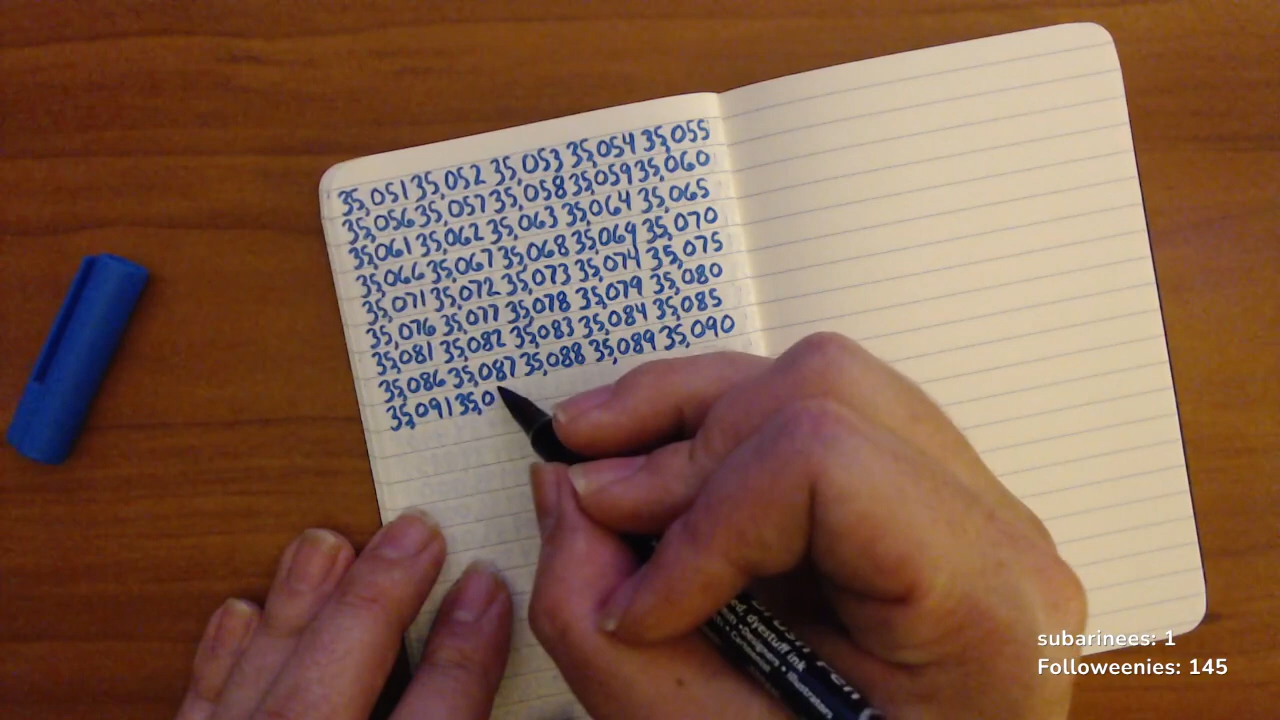 35,051 35,052 35,053 35,054 35,055
35,056 35,057 35,058 35,059 35,060
35,061 35,062 35,063 35,064 35,065
35,066 35,067 35,068 35,069 35,070
35,071 35,072 35,073 35,074 35,075
35,076 35,077 35,078 35,079 35,080
35,081 35,082 35,083 35,084 35,085
35,086 35,087 35,088 35,089 35,090
35,091 35,0
dyestuff ink
subarinees: 1
Followeenies: 145